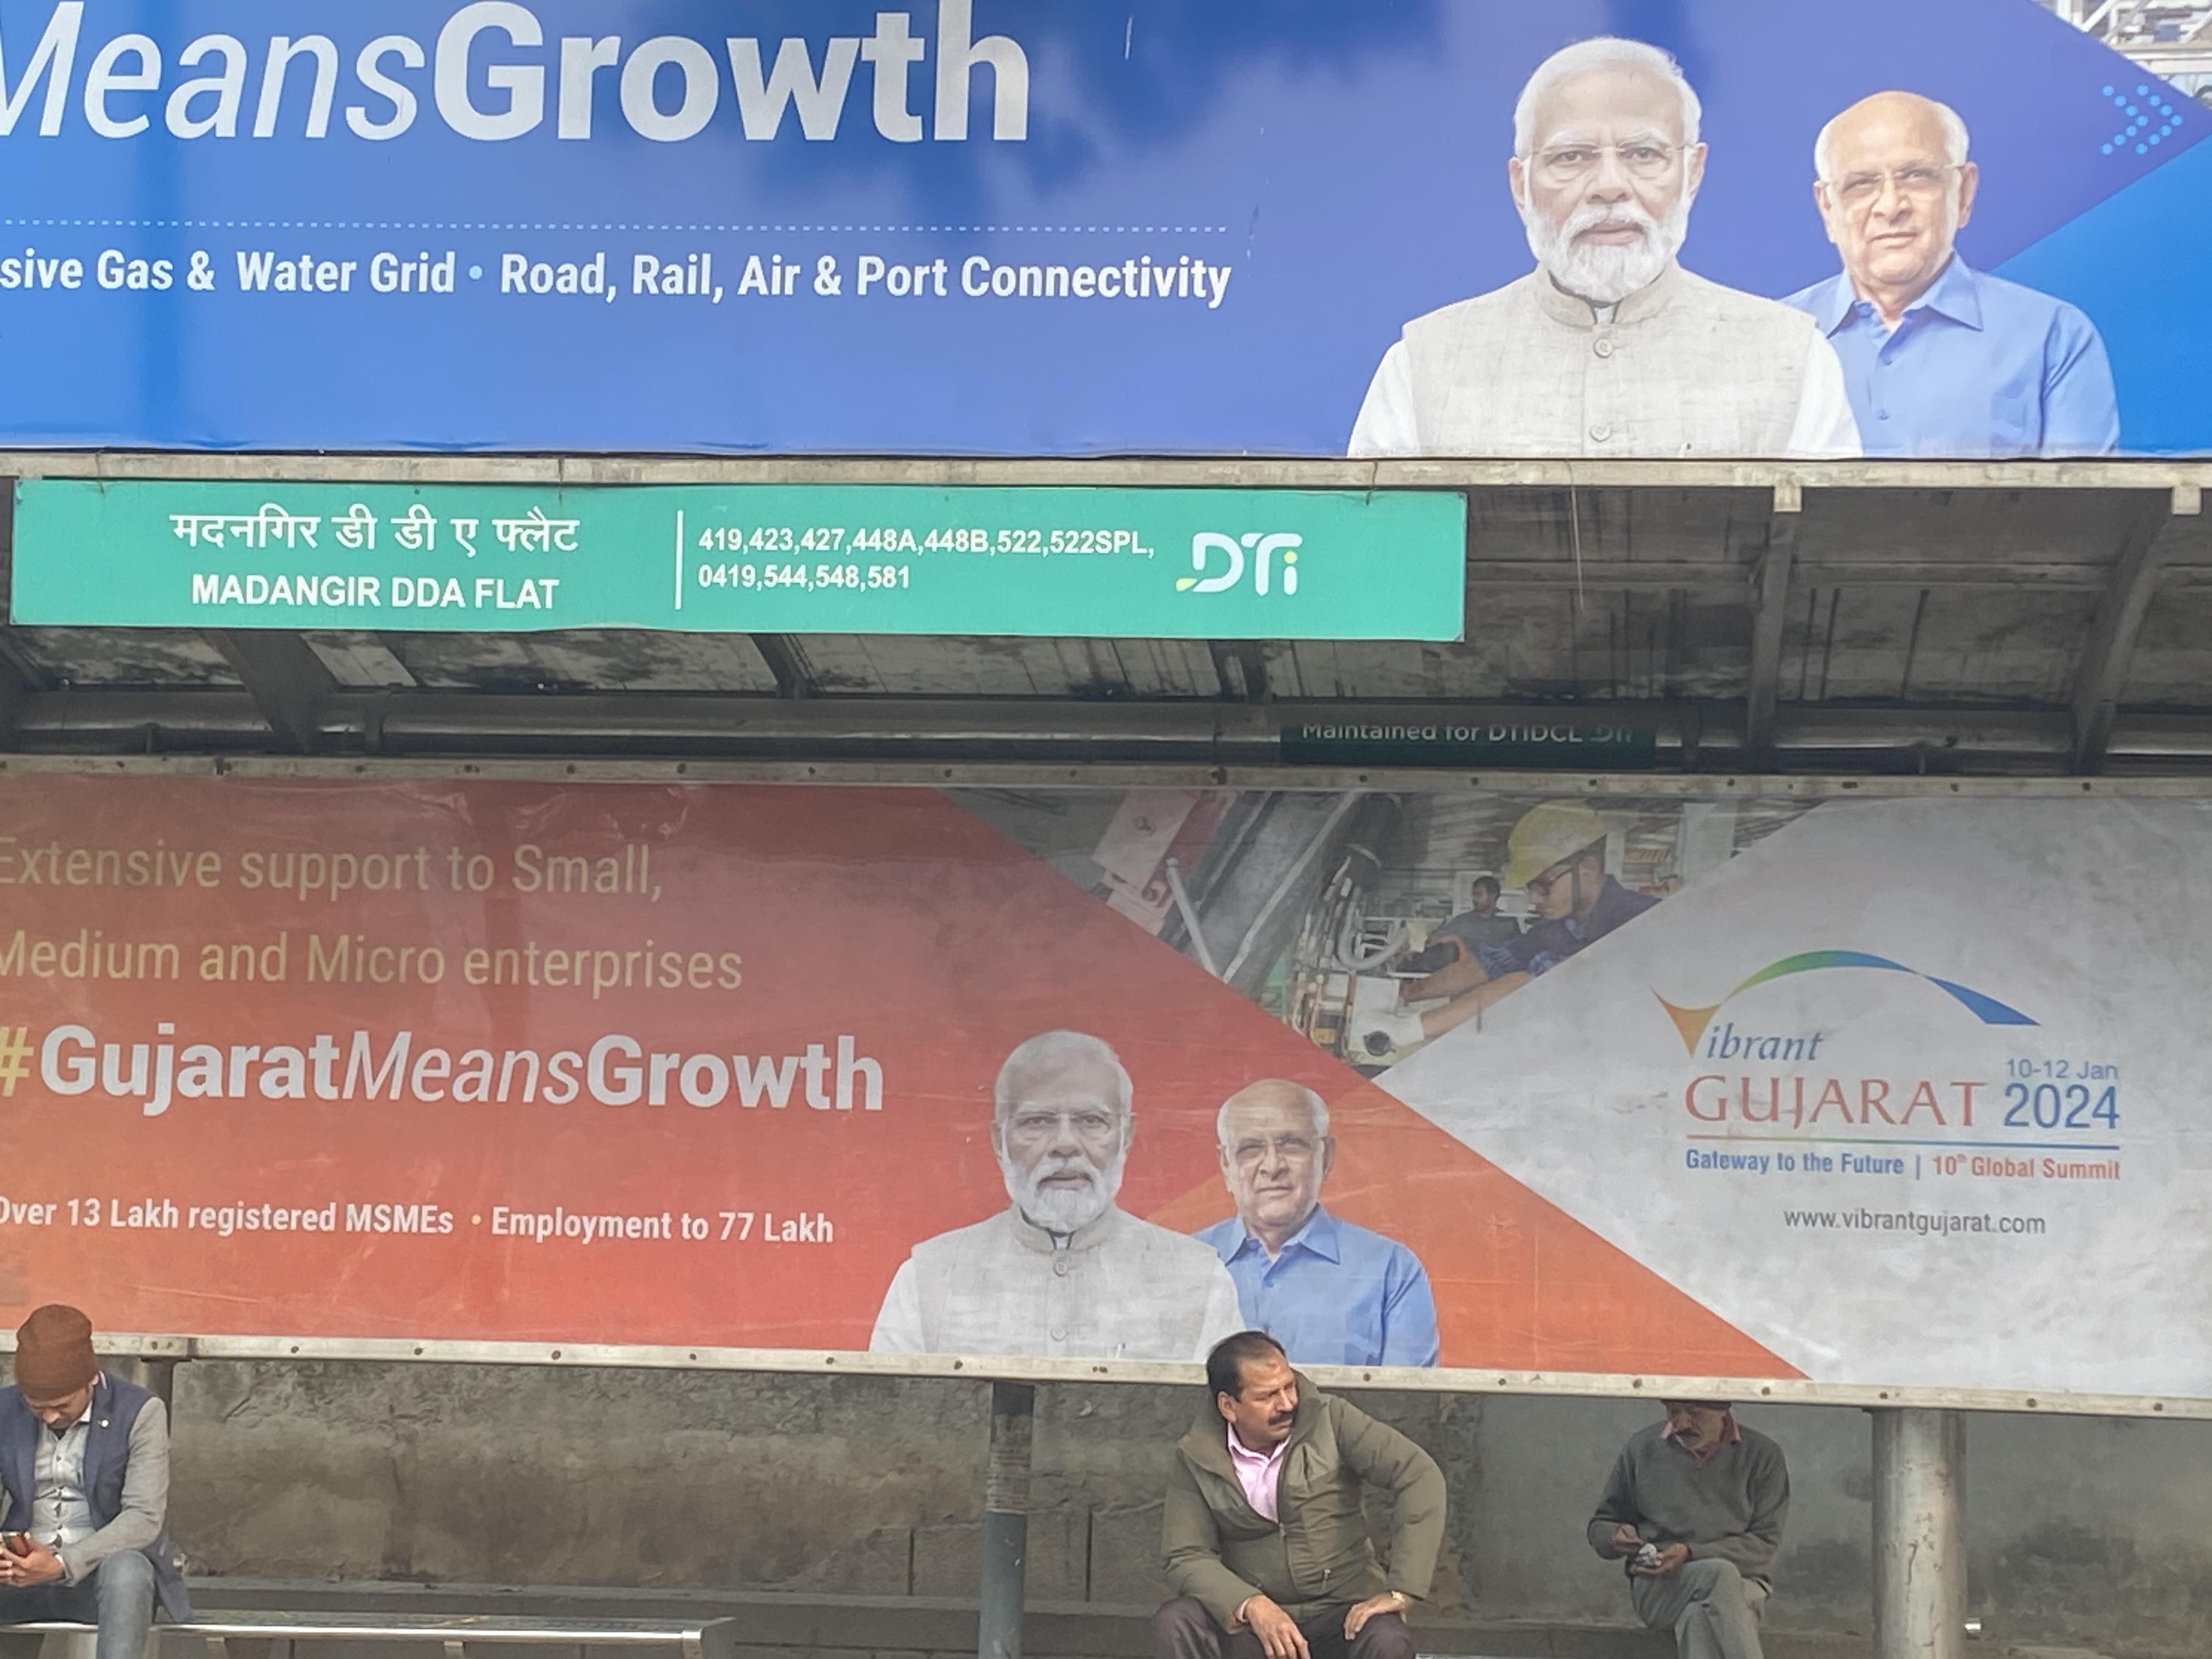 MeansGrowth
sive Gas & Water Grid • Road, Rail, Air & Port Connectivity
मदनगिर डी डी ए फ्लैट
MADANGIR DDA FLAT
419,423,427,448A,448B,522,522SPL,
0419,544,548,581
DTi
Maintained for DTIDCL DTi
Extensive support to Small,
Medium and Micro enterprises
#GujaratMeansGrowth
Over 13 Lakh registered MSMEs • Employment to 77 Lakh
Vibrant
GUJARAT
10-12 Jan
2024
Gateway to the Future | 10th Global Summit
www.vibrantgujarat.com